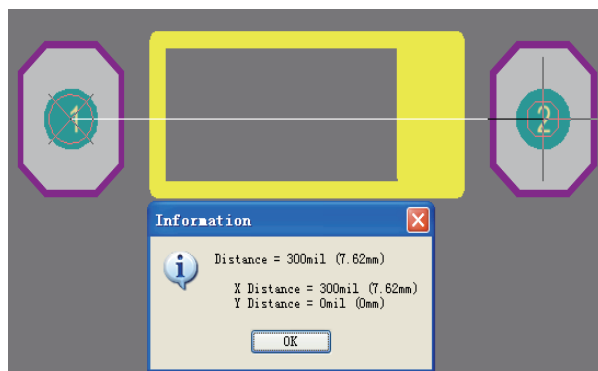 1
2
Information
Distance = 300mil (7.62mm)
X Distance = 300mil (7.62mm)
Y Distance = 0mil (0mm)
OK